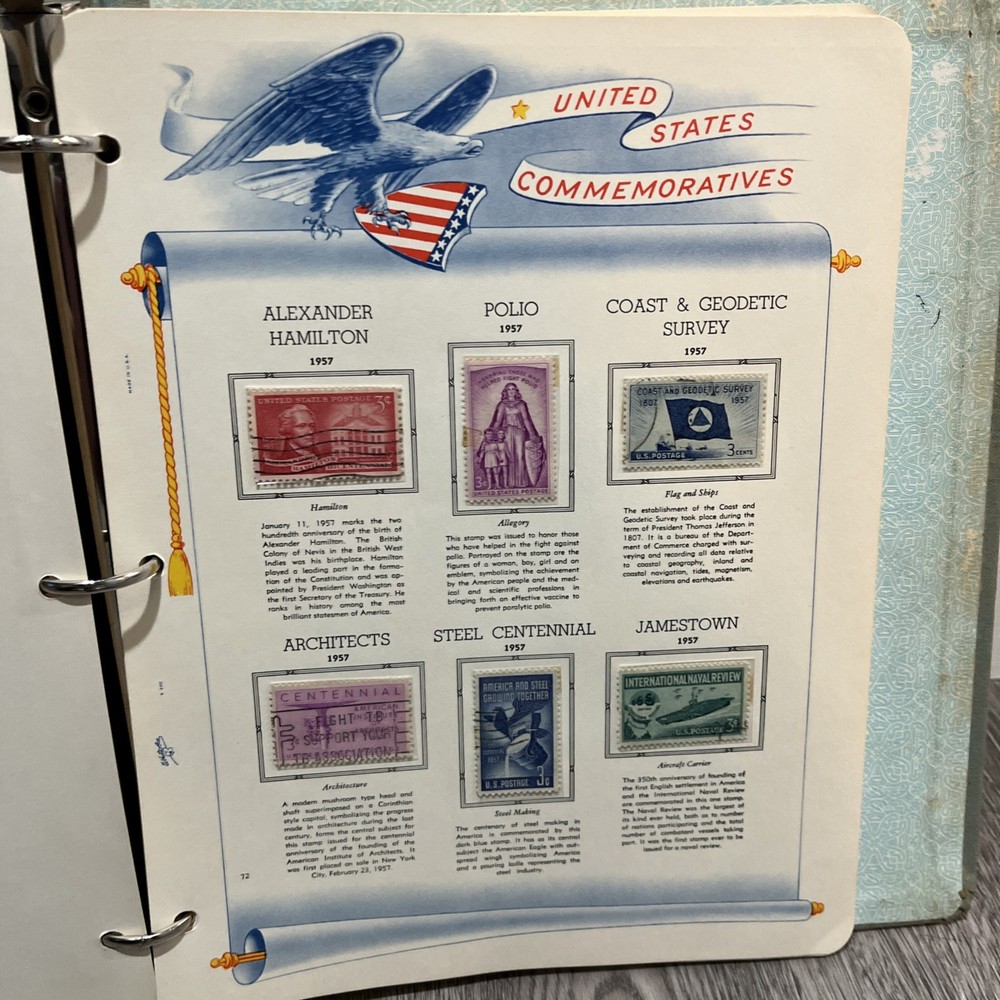 UNITED
STATES
COMMEMORATIVES
ALEXANDER
HAMILTON
1957
UNITED STATES POSTAGE 3¢
HAMILTON BICENTENNIAL
Hamilton
January 11, 1957 marks the two
hundredth anniversary of the birth of
Alexander Hamilton. The British
Colony of Nevis in the British West
Indies was his birthplace. Hamilton
played a leading part in the forma-
tion of the Constitution and was ap-
pointed by President Washington as
the first Secretary of the Treasury. He
ranks in history among the most
brilliant statesmen of America.
POLIO
1957
HONORING THOSE WHO
HELPED FIGHT POLIO
3¢
UNITED STATES POSTAGE
Allegory
This stamp was issued to honor those
who have helped in the fight against
polio. Portrayed on the stamp are the
figures of a woman, boy, girl and an
emblem, symbolizing the achievement
by the American people and the med-
ical and scientific professions in
bringing forth an effective vaccine to
prevent paralytic polio.
COAST & GEODETIC
SURVEY
1957
COAST AND GEODETIC SURVEY
1807 1957
U.S. POSTAGE 3 CENTS
Flag and Ships
The establishment of the Coast and
Geodetic Survey took place during the
term of President Thomas Jefferson in
1807. It is a bureau of the Depart-
ment of Commerce charged with sur-
veying and recording all data relative
to coastal geography, inland and
coastal navigation, tides, magnetism,
elevations and earthquakes.
ARCHITECTS
1957
CENTENNIAL
AMERICAN
INSTITUTE
FIGHT TB
SUPPORT YOUR
TB ASSOCIATION
Architecture
A modern mushroom type head and
shaft superimposed on a Corinthian
style capital, symbolizing the progress
made in architecture during the last
century, forms the central subject for
this stamp issued for the centennial
anniversary of the founding of the
American Institute of Architects. It
was first placed on sale in New York
City, February 23, 1957.
STEEL CENTENNIAL
1957
AMERICA AND STEEL
GROWING TOGETHER
1957
U.S. POSTAGE 3¢
Steel Making
The centenary of steel making in
America is commemorated by this
dark blue stamp. It has as its central
subject the American Eagle with out-
spread wings symbolizing America
and a pouring ladle representing the
steel industry.
JAMESTOWN
1957
INTERNATIONAL NAVAL REVIEW
U.S. POSTAGE 3¢
Aircraft Carrier
The 350th anniversary of founding of
the first English settlement in America
and the International Naval Review
are commemorated in this one stamp.
The Naval Review was the largest of
its kind ever held, both as to number
of nations participating and the total
number of combatant vessels taking
part. It was the first stamp ever to be
issued for a naval review.
72
MADE IN U.S.A.